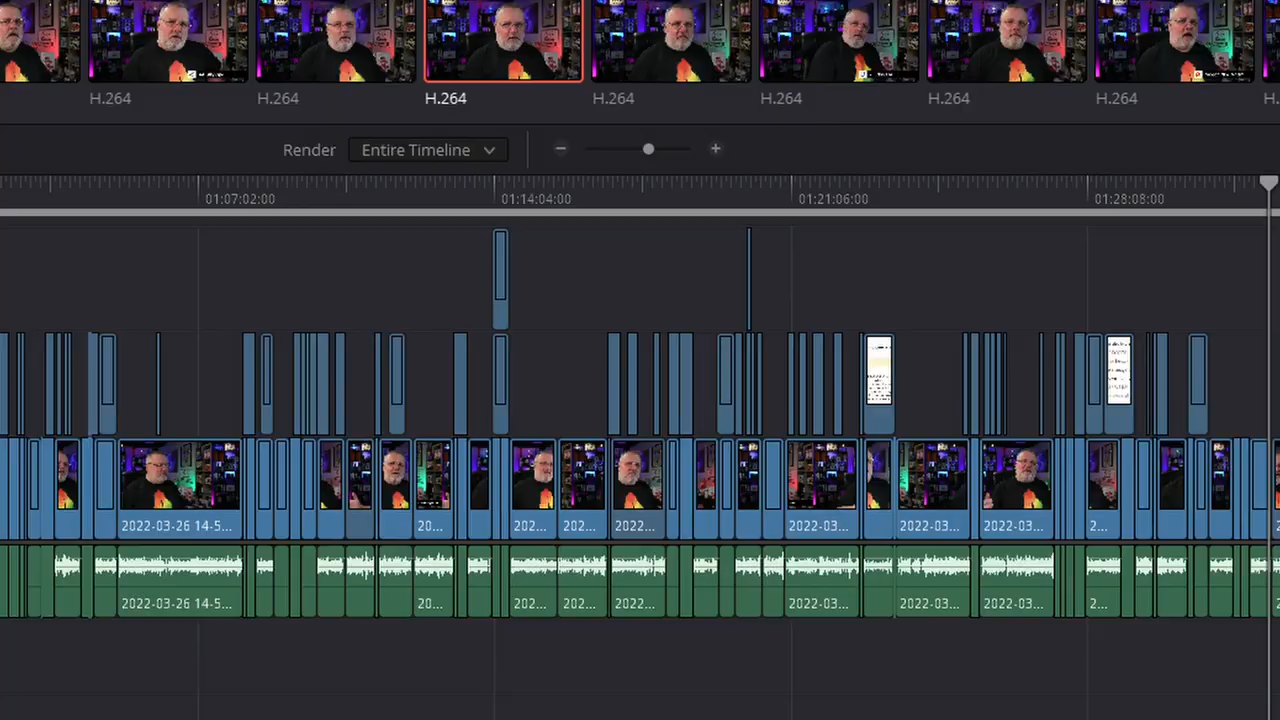 H.264 H.264 H.264 H.264 H.264 H.264 H.264 H.
Render Entire Timeline
01:07:02:00 01:14:04:00 01:21:06:00 01:28:08:00
2022-03-26 14-5... 20... 202... 202... 2022... 2022-03... 2022-03... 2022-03... 2...
2022-03-26 14-5... 20... 202... 202... 2022... 2022-03... 2022-03... 2022-03... 2...